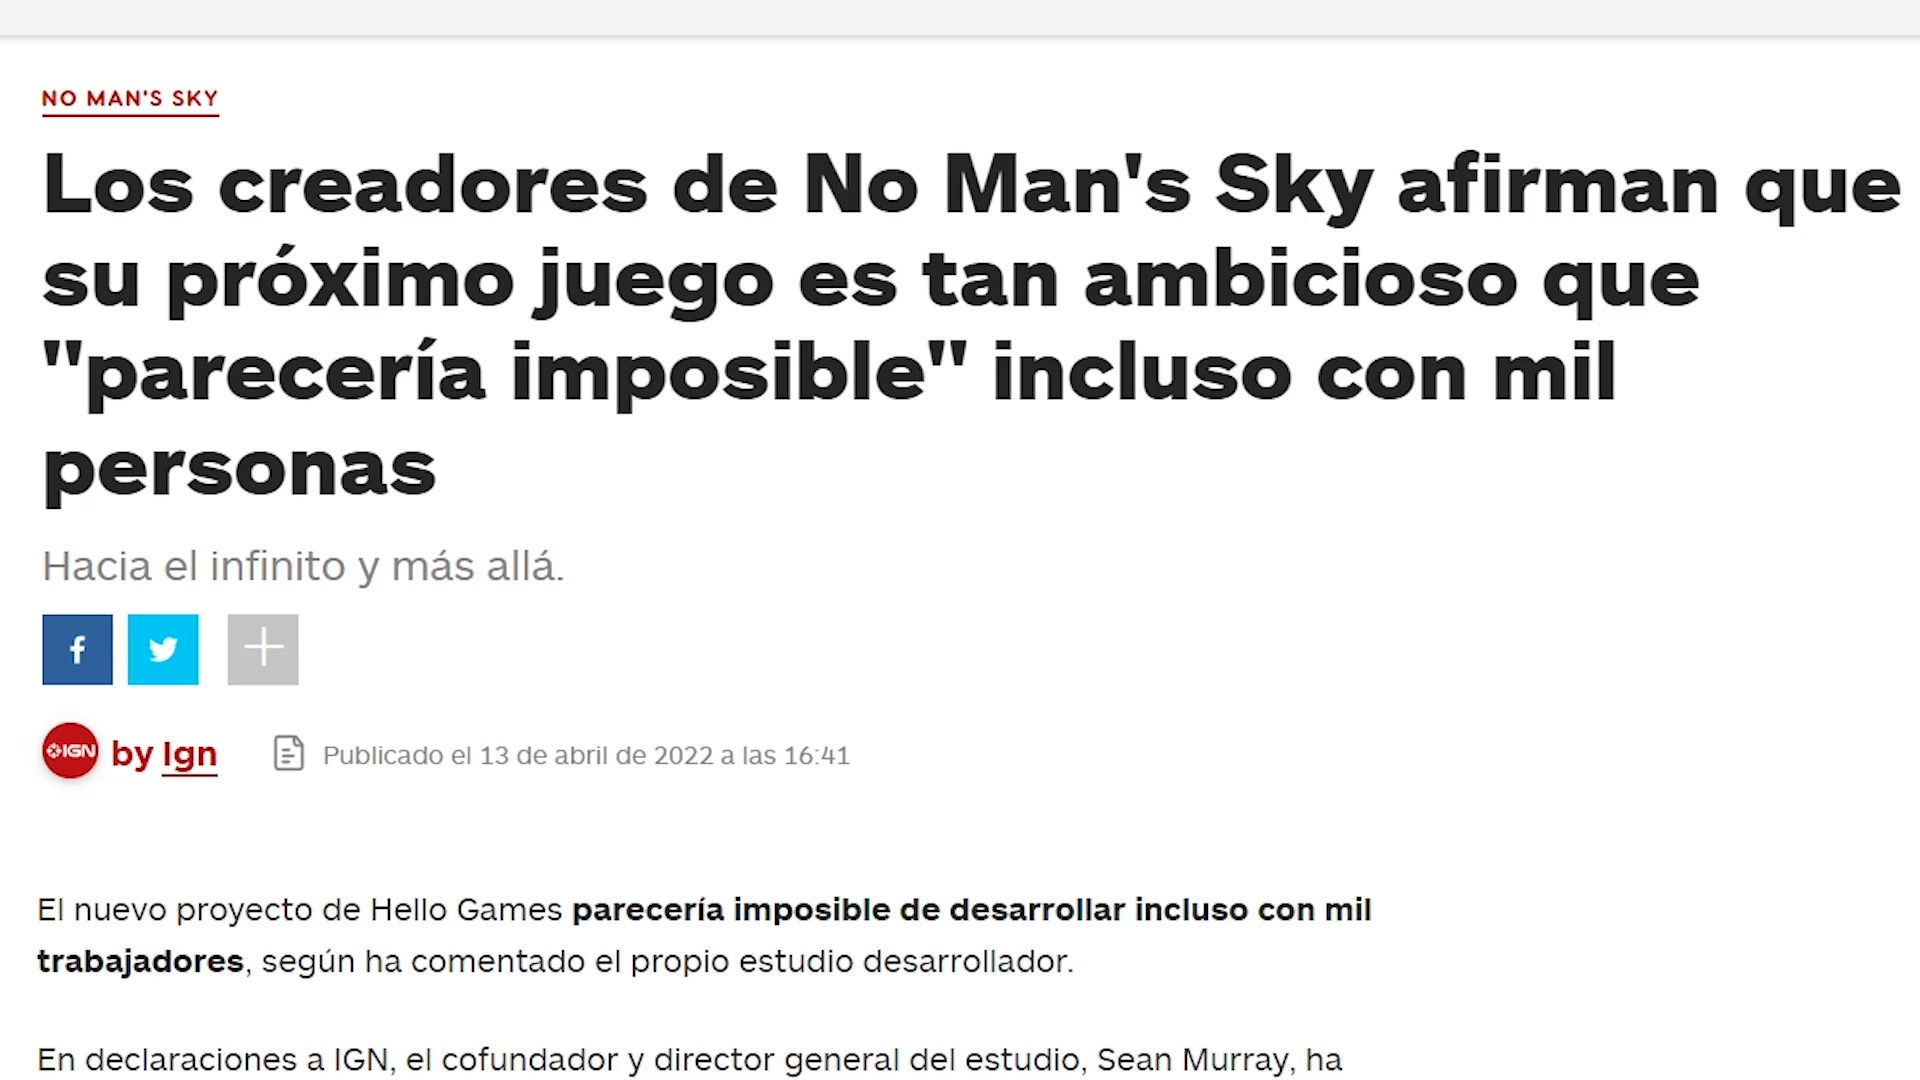 NO MAN'S SKY
Los creadores de No Man's Sky afirman que
su próximo juego es tan ambicioso que
"parecería imposible" incluso con mil
personas
Hacia el infinito y más allá.
f
IGN by Ign Publicado el 13 de abril de 2022 a las 16:41
El nuevo proyecto de Hello Games parecería imposible de desarrollar incluso con mil
trabajadores, según ha comentado el propio estudio desarrollador.
En declaraciones a IGN, el cofundador y director general del estudio, Sean Murray, ha